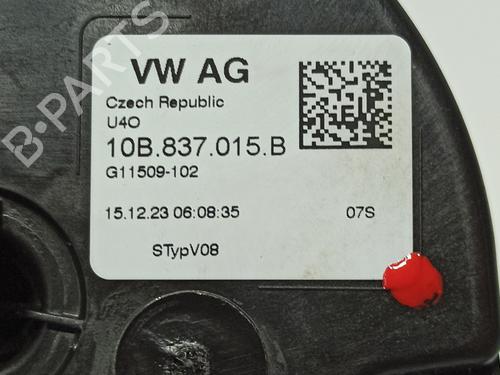 B-PARTS
VW AG
Czech Republic
U4O
10B.837.015.B
G11509-102
15.12.23 06:08:35 07S
STypV08